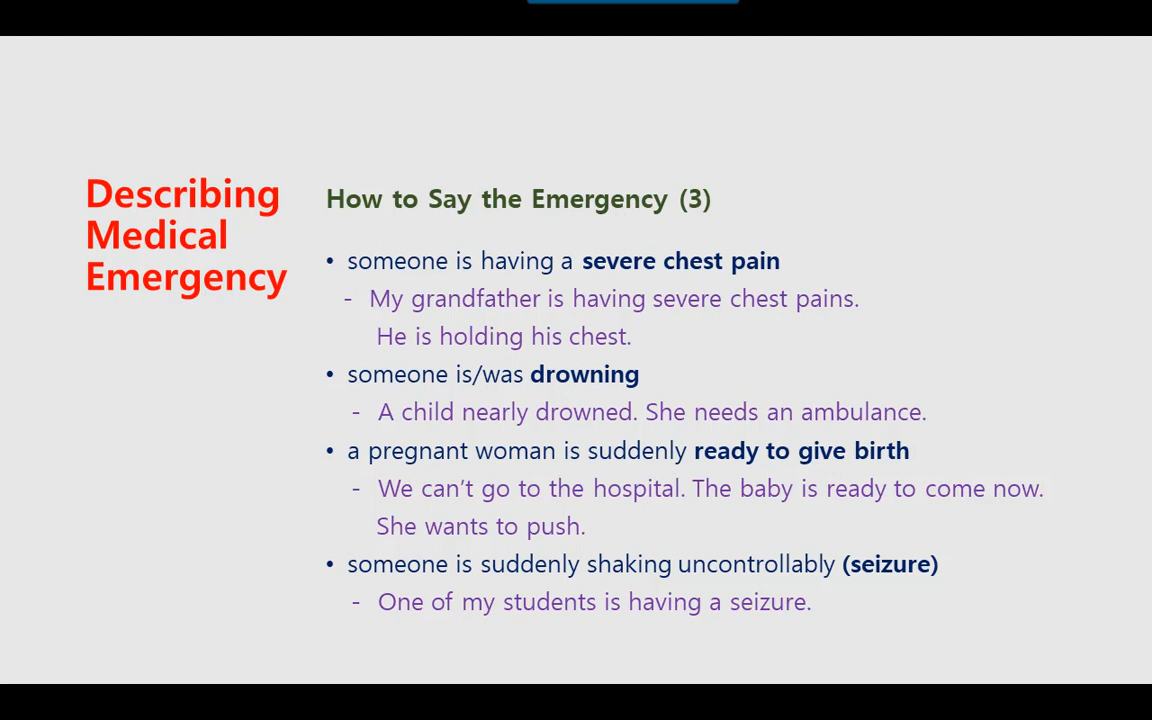 Describing
Medical
Emergency
How to Say the Emergency (3)
• someone is having a severe chest pain
- My grandfather is having severe chest pains.
He is holding his chest.
• someone is/was drowning
- A child nearly drowned. She needs an ambulance.
• a pregnant woman is suddenly ready to give birth
- We can’t go to the hospital. The baby is ready to come now.
She wants to push.
• someone is suddenly shaking uncontrollably (seizure)
- One of my students is having a seizure.